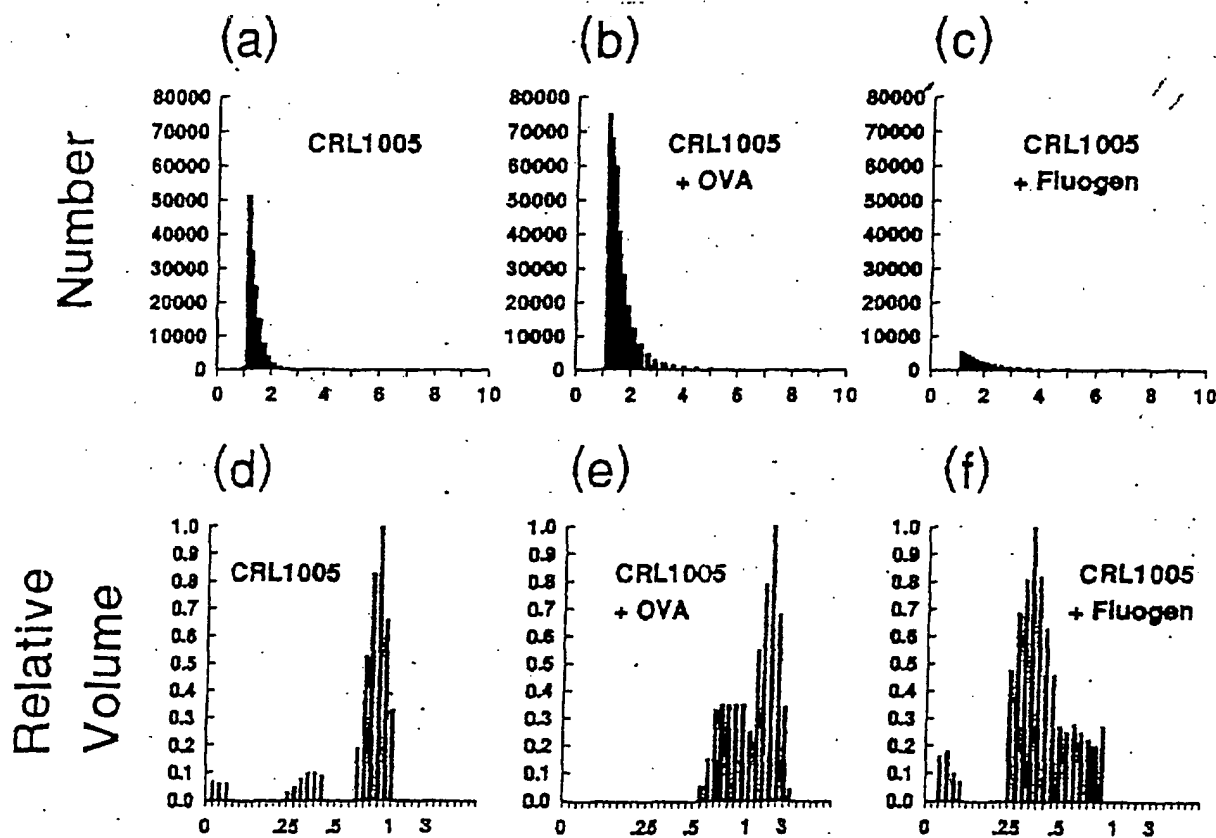 (a) (b) (c)
Number
80000
70000
60000
50000
40000
30000
20000
10000
0
CRL1005
0 2 4 6 8 10
80000
70000
60000
50000
40000
30000
20000
10000
0
CRL1005
+ OVA
0 2 4 6 8 10
80000
70000
60000
50000
40000
30000
20000
10000
0
CRL1005
+ Fluogen
0 2 4 6 8 10
(d) (e) (f)
Relative
Volume
1.0
0.9
0.8
0.7
0.6
0.5
0.4
0.3
0.2
0.1
0.0
CRL1005
0 .25 .5 1 3
1.0
0.9
0.8
0.7
0.6
0.5
0.4
0.3
0.2
0.1
0.0
CRL1005
+ OVA
0 .25 .5 1 3
1.0
0.9
0.8
0.7
0.6
0.5
0.4
0.3
0.2
0.1
0.0
CRL1005
+ Fluogen
0 .25 .5 1 3